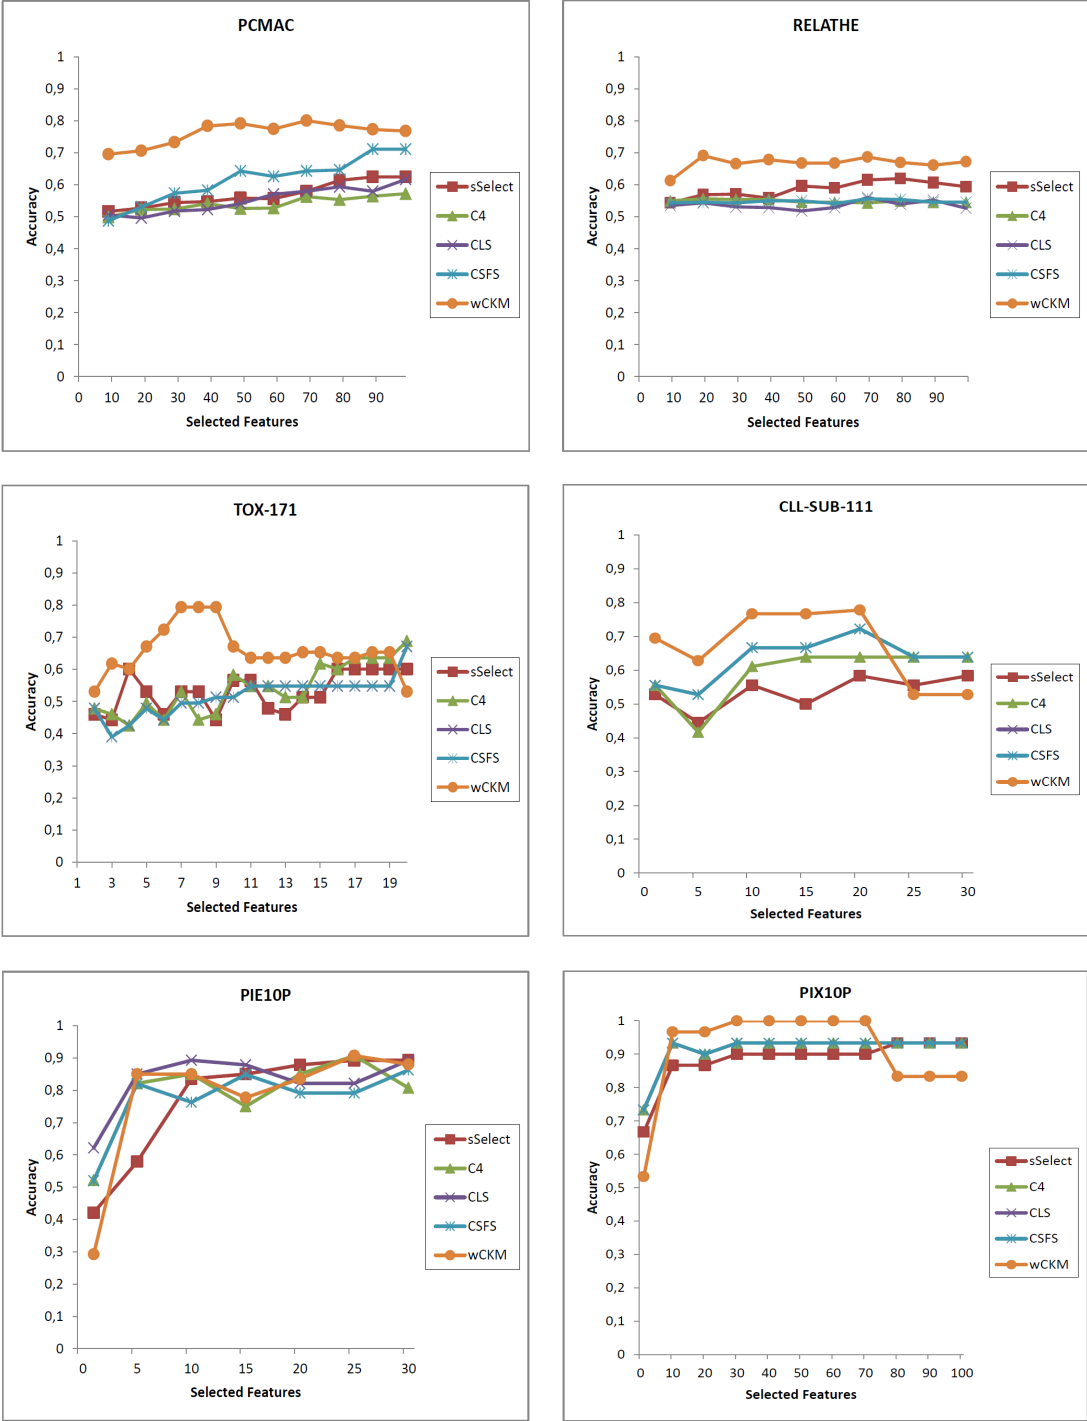 PCMAC
1
0,9
0,8
0,7
0,6
0,5
0,4
0,3
0,2
0,1
0
0 10 20 30 40 50 60 70 80 90
Accuracy
Selected Features
sSelect
C4
CLS
CSFS
wCKM
RELATHE
1
0,9
0,8
0,7
0,6
0,5
0,4
0,3
0,2
0,1
0
0 10 20 30 40 50 60 70 80 90
Accuracy
Selected Features
sSelect
C4
CLS
CSFS
wCKM
TOX-171
1
0,9
0,8
0,7
0,6
0,5
0,4
0,3
0,2
0,1
0
1 3 5 7 9 11 13 15 17 19
Accuracy
Selected Features
sSelect
C4
CLS
CSFS
wCKM
CLL-SUB-111
1
0,9
0,8
0,7
0,6
0,5
0,4
0,3
0,2
0,1
0
0 5 10 15 20 25 30
Accuracy
Selected Features
sSelect
C4
CLS
CSFS
wCKM
PIE10P
1
0,9
0,8
0,7
0,6
0,5
0,4
0,3
0,2
0,1
0
0 5 10 15 20 25 30
Accuracy
Selected Features
sSelect
C4
CLS
CSFS
wCKM
PIX10P
1
0,9
0,8
0,7
0,6
0,5
0,4
0,3
0,2
0,1
0
0 10 20 30 40 50 60 70 80 90 100
Accuracy
Selected Features
sSelect
C4
CLS
CSFS
wCKM